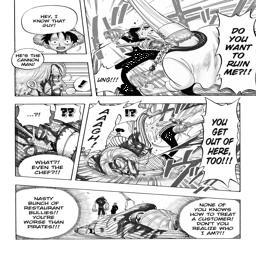 DO YOU
WANT TO
RUIN
ME?!!
UNG!!!
HEY, I
KNOW THAT
GUY!
HE'S THE
CANNON
MAN!
YOU
GET OUT
OF
HERE,
TOO!!!
!?
??
...?!
WHAT?!
EVEN THE
CHEF?!!
NONE OF
YOU KNOWS
HOW TO TREAT
A CUSTOMER!
DON'T YOU
REALIZE WHO
I AM?!
NASTY
BUNCH OF
RESTAURANT
BULLIES!!
YOU'RE
WORSE THAN
PIRATES!!!